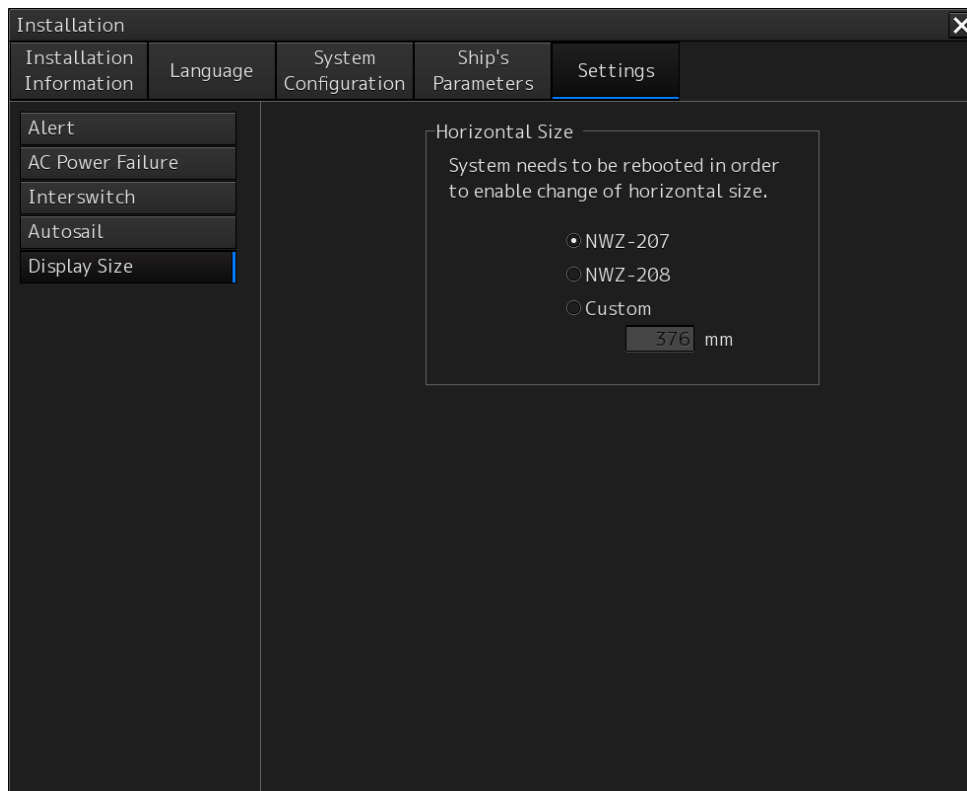 Installation
Installation
Information
Language
System
Configuration
Ship's
Parameters
Settings
Alert
AC Power Failure
Interswitch
Autosail
Display Size
Horizontal Size
System needs to be rebooted in order
to enable change of horizontal size.
NWZ-207
NWZ-208
Custom
376 mm